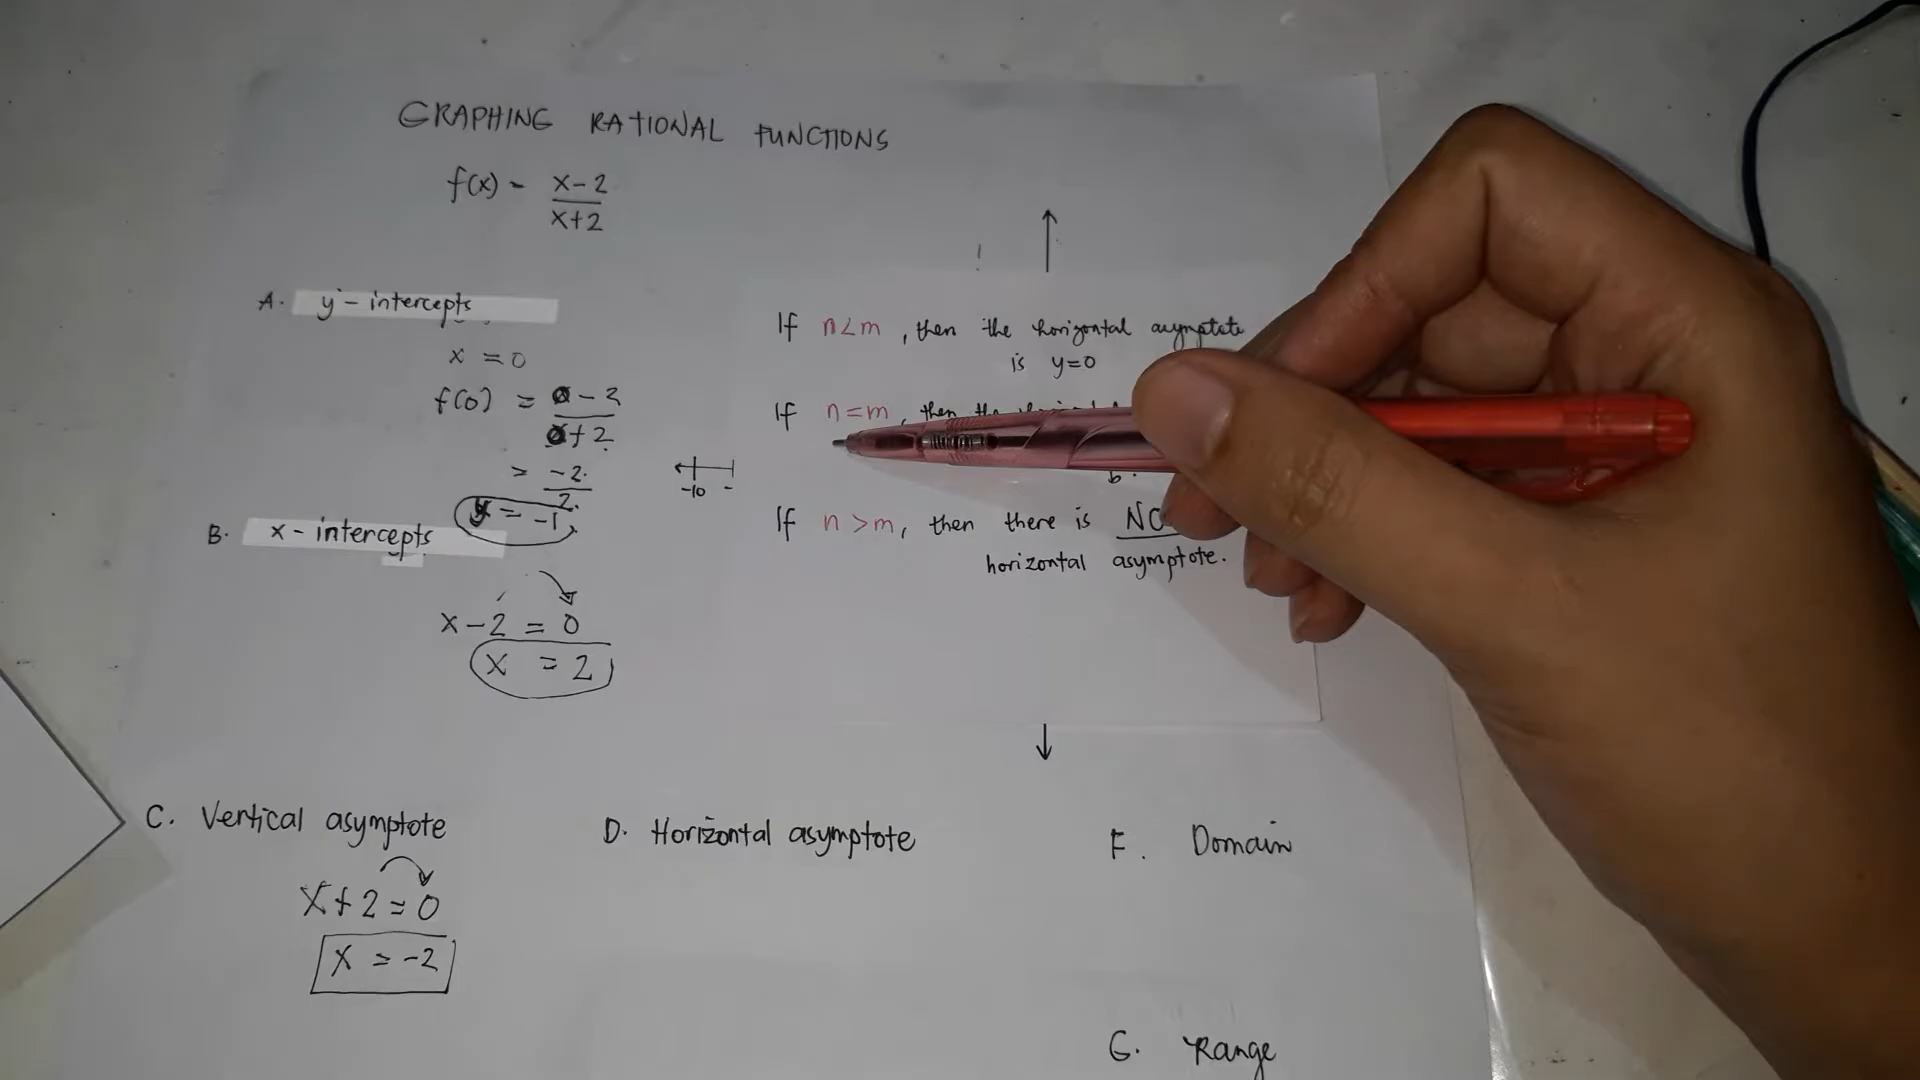 GRAPHING RATIONAL FUNCTIONS
f(x) - x-2
x+2
A. y - intercepts
x = 0
f(0) = 0 - 2
0 + 2
= -2
2
y = -1
B. x - intercepts
x - 2 = 0
x = 2
If n<m , then the horizontal asymptote
is y=0
If n=m , then the
b
If n >m, then there is NO
horizontal asymptote.
-10 -
C. Vertical asymptote
x + 2 = 0
x = -2
D. Horizontal asymptote
F. Domain
G. Range